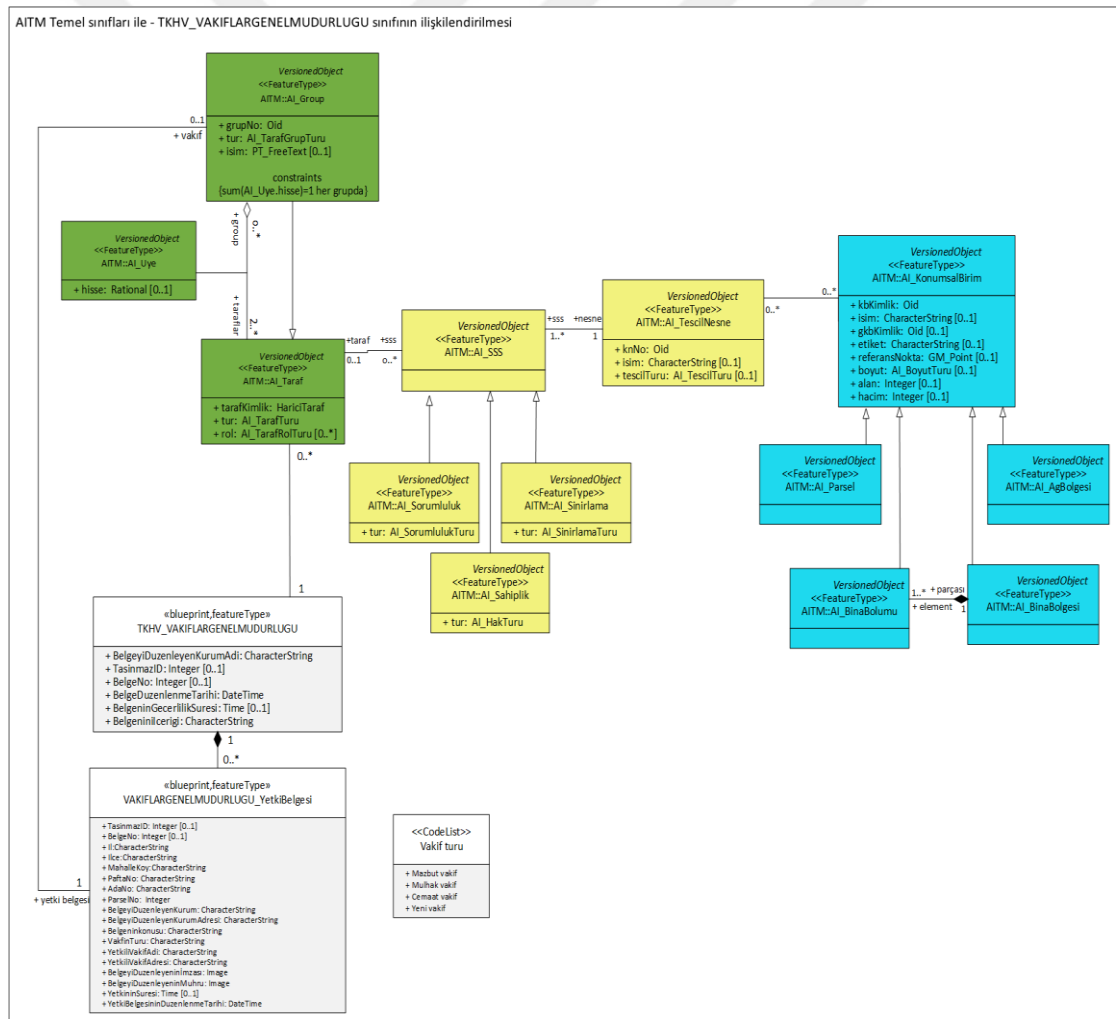 AITM Temel sınıfları ile - TKHV_VAKIFLARGENELMUDURLUGU sınıfının ilişkilendirilmesi
VersionedObject
<<FeatureType>>
AITM::AI_Group
+ grupNo: Oid
+ tur: AI_TarafGrupTuru
+ isim: PT_FreeText [0..1]
constraints
{sum(AI_Uye.hisse)=1 her grupda}
0..1
+ vakıf
+ group
o..*
VersionedObject
<<FeatureType>>
AITM::AI_Uye
+ hisse: Rational [0..1]
+ taraflar
2..*
VersionedObject
<<FeatureType>>
AITM::AI_Taraf
+ tarafKimlik: HariciTaraf
+ tur: AI_TarafTuru
+ rol: AI_TarafRolTuru [0..*]
+taraf
0..1
+sss
o..*
VersionedObject
<<FeatureType>>
AITM::AI_SSS
+sss
1..*
+nesne
1
VersionedObject
<<FeatureType>>
AITM::AI_TescilNesne
+ knNo: Oid
+ isim: CharacterString [0..1]
+ tescilTuru: AI_TescilTuru [0..1]
0..*
0..*
VersionedObject
<<FeatureType>>
AITM::AI_KonumsalBirim
+ kbKimlik: Oid
+ isim: CharacterString [0..1]
+ gkbKimlik: Oid [0..1]
+ etiket: CharacterString [0..1]
+ referansNokta: GM_Point [0..1]
+ boyut: AI_BoyutTuru [0..1]
+ alan: Integer [0..1]
+ hacim: Integer [0..1]
VersionedObject
<<FeatureType>>
AITM::AI_Sorumluluk
+ tur: AI_SorumlulukTuru
VersionedObject
<<FeatureType>>
AITM::AI_Sinirlama
+ tur: AI_SinirlamaTuru
VersionedObject
<<FeatureType>>
AITM::AI_Sahiplik
+ tur: AI_HakTuru
VersionedObject
<<FeatureType>>
AITM::AI_Parsel
VersionedObject
<<FeatureType>>
AITM::AI_AgBolgesi
VersionedObject
<<FeatureType>>
AITM::AI_BinaBolumu
1..*
+ element
+ parçası
1
VersionedObject
<<FeatureType>>
AITM::AI_BinaBolgesi
0..*
1
«blueprint,featureType»
TKHV_VAKIFLARGENELMUDURLUGU
+ BelgeyiDuzenleyenKurumAdi: CharacterString
+ TasinmazID: Integer [0..1]
+ BelgeNo: Integer [0..1]
+ BelgeDuzenlenmeTarihi: DateTime
+ BelgeninGecerlilikSuresi: Time [0..1]
+ Belgeninilcerigi: CharacterString
1
0..*
«blueprint,featureType»
VAKIFLARGENELMUDURLUGU_YetkiBelgesi
+ TasinmazID: Integer [0..1]
+ BelgeNo: Integer [0..1]
+ Il:CharacterString
+ Ilce:CharacterString
+ MahalleKoy:CharacterString
+ PaftaNo: CharacterString
+ AdaNo: CharacterString
+ ParselNo: Integer
+ BelgeyiDuzenleyenKurum: CharacterString
+ BelgeyiDuzenleyenKurumAdresi: CharacterString
+ Belgeninkonusu: CharacterString
+ VakfinTuru: CharacterString
+ YetkiliVakifAdi: CharacterString
+ YetkiliVakifAdresi: CharacterString
+ BelgeyiDuzenleyeninİmzası: Image
+ BelgeyiDuzenleyeninMuhru: Image
+ YetkininSuresi: Time [0..1]
+ YetkiBelgesininDuzenlemeTarihi: DateTime
1
+ yetki belgesi
<<CodeList>>
Vakif turu
+ Mazbut vakif
+ Mulhak vakif
+ Cemaat vakif
+ Yeni vakif